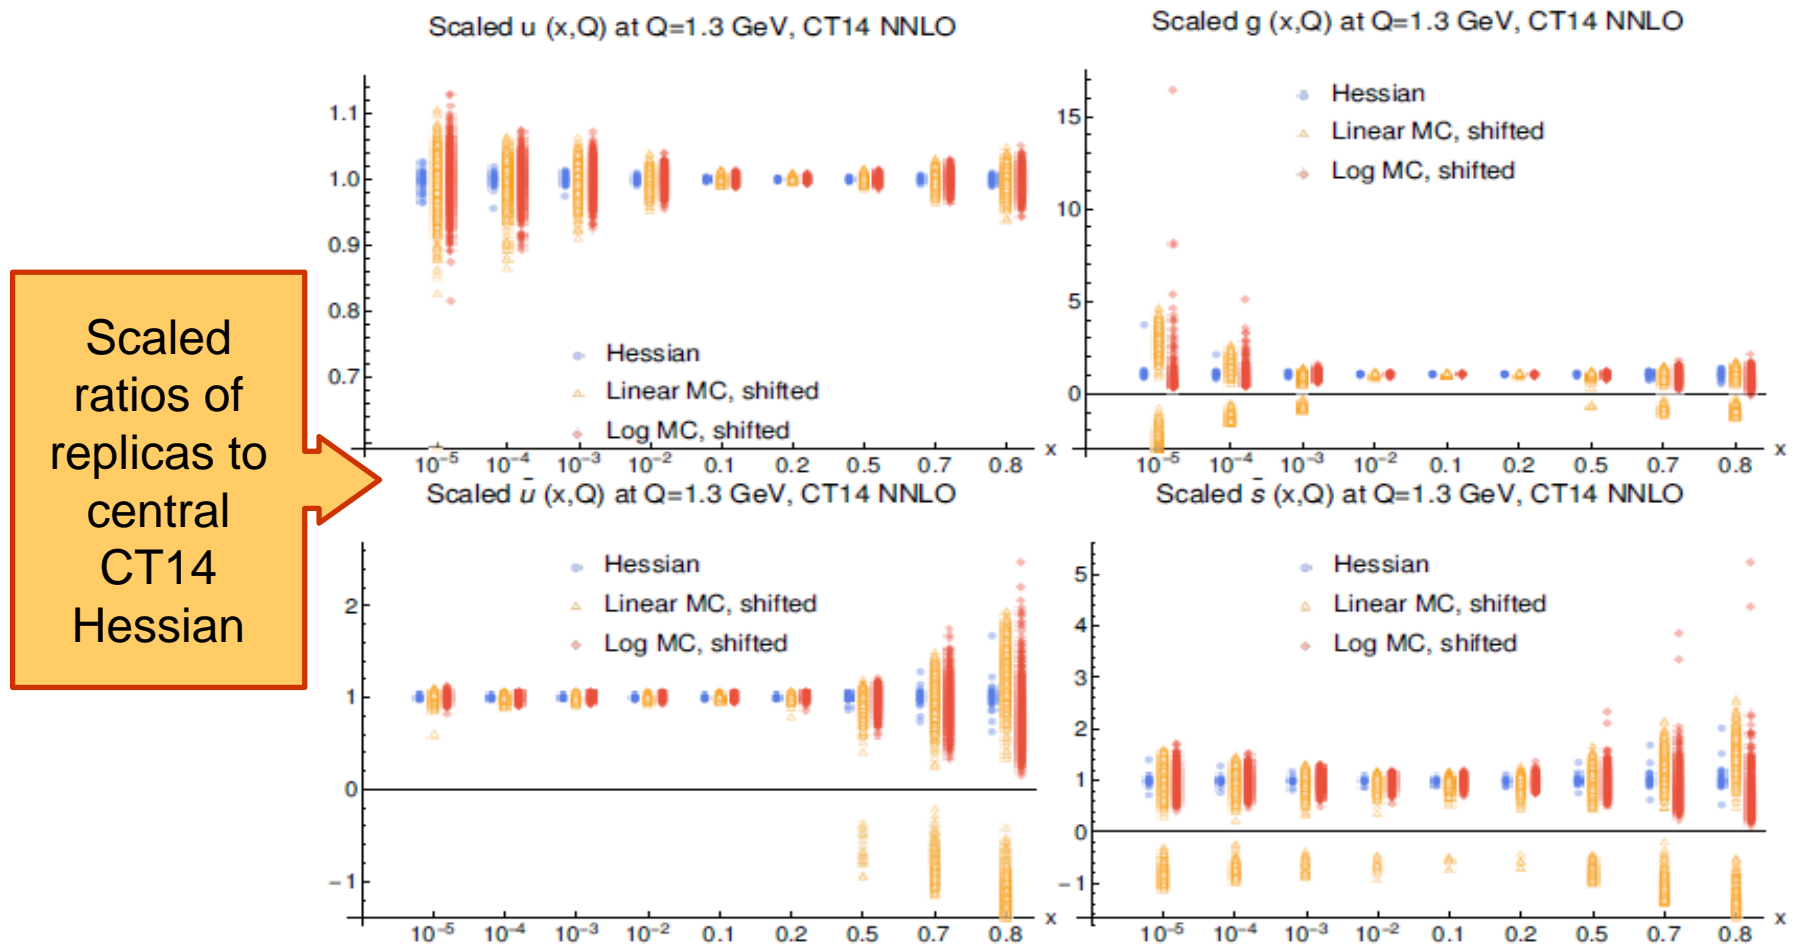 Scaled
ratios of
replicas to
central
CT14
Hessian
Scaled u (x,Q) at Q=1.3 GeV, CT14 NNLO
1.1
1.0
0.9
0.8
0.7
Hessian
Linear MC, shifted
Log MC, shifted
10⁻⁵ 10⁻⁴ 10⁻³ 10⁻² 0.1 0.2 0.5 0.7 0.8 x
Scaled g (x,Q) at Q=1.3 GeV, CT14 NNLO
Hessian
Linear MC, shifted
Log MC, shifted
15
10
5
0
10⁻⁵ 10⁻⁴ 10⁻³ 10⁻² 0.1 0.2 0.5 0.7 0.8 x
Scaled ū (x,Q) at Q=1.3 GeV, CT14 NNLO
Hessian
Linear MC, shifted
Log MC, shifted
2
1
0
−1
10⁻⁵ 10⁻⁴ 10⁻³ 10⁻² 0.1 0.2 0.5 0.7 0.8 x
Scaled s̄ (x,Q) at Q=1.3 GeV, CT14 NNLO
Hessian
Linear MC, shifted
Log MC, shifted
5
4
3
2
1
0
−1
10⁻⁵ 10⁻⁴ 10⁻³ 10⁻² 0.1 0.2 0.5 0.7 0.8 x